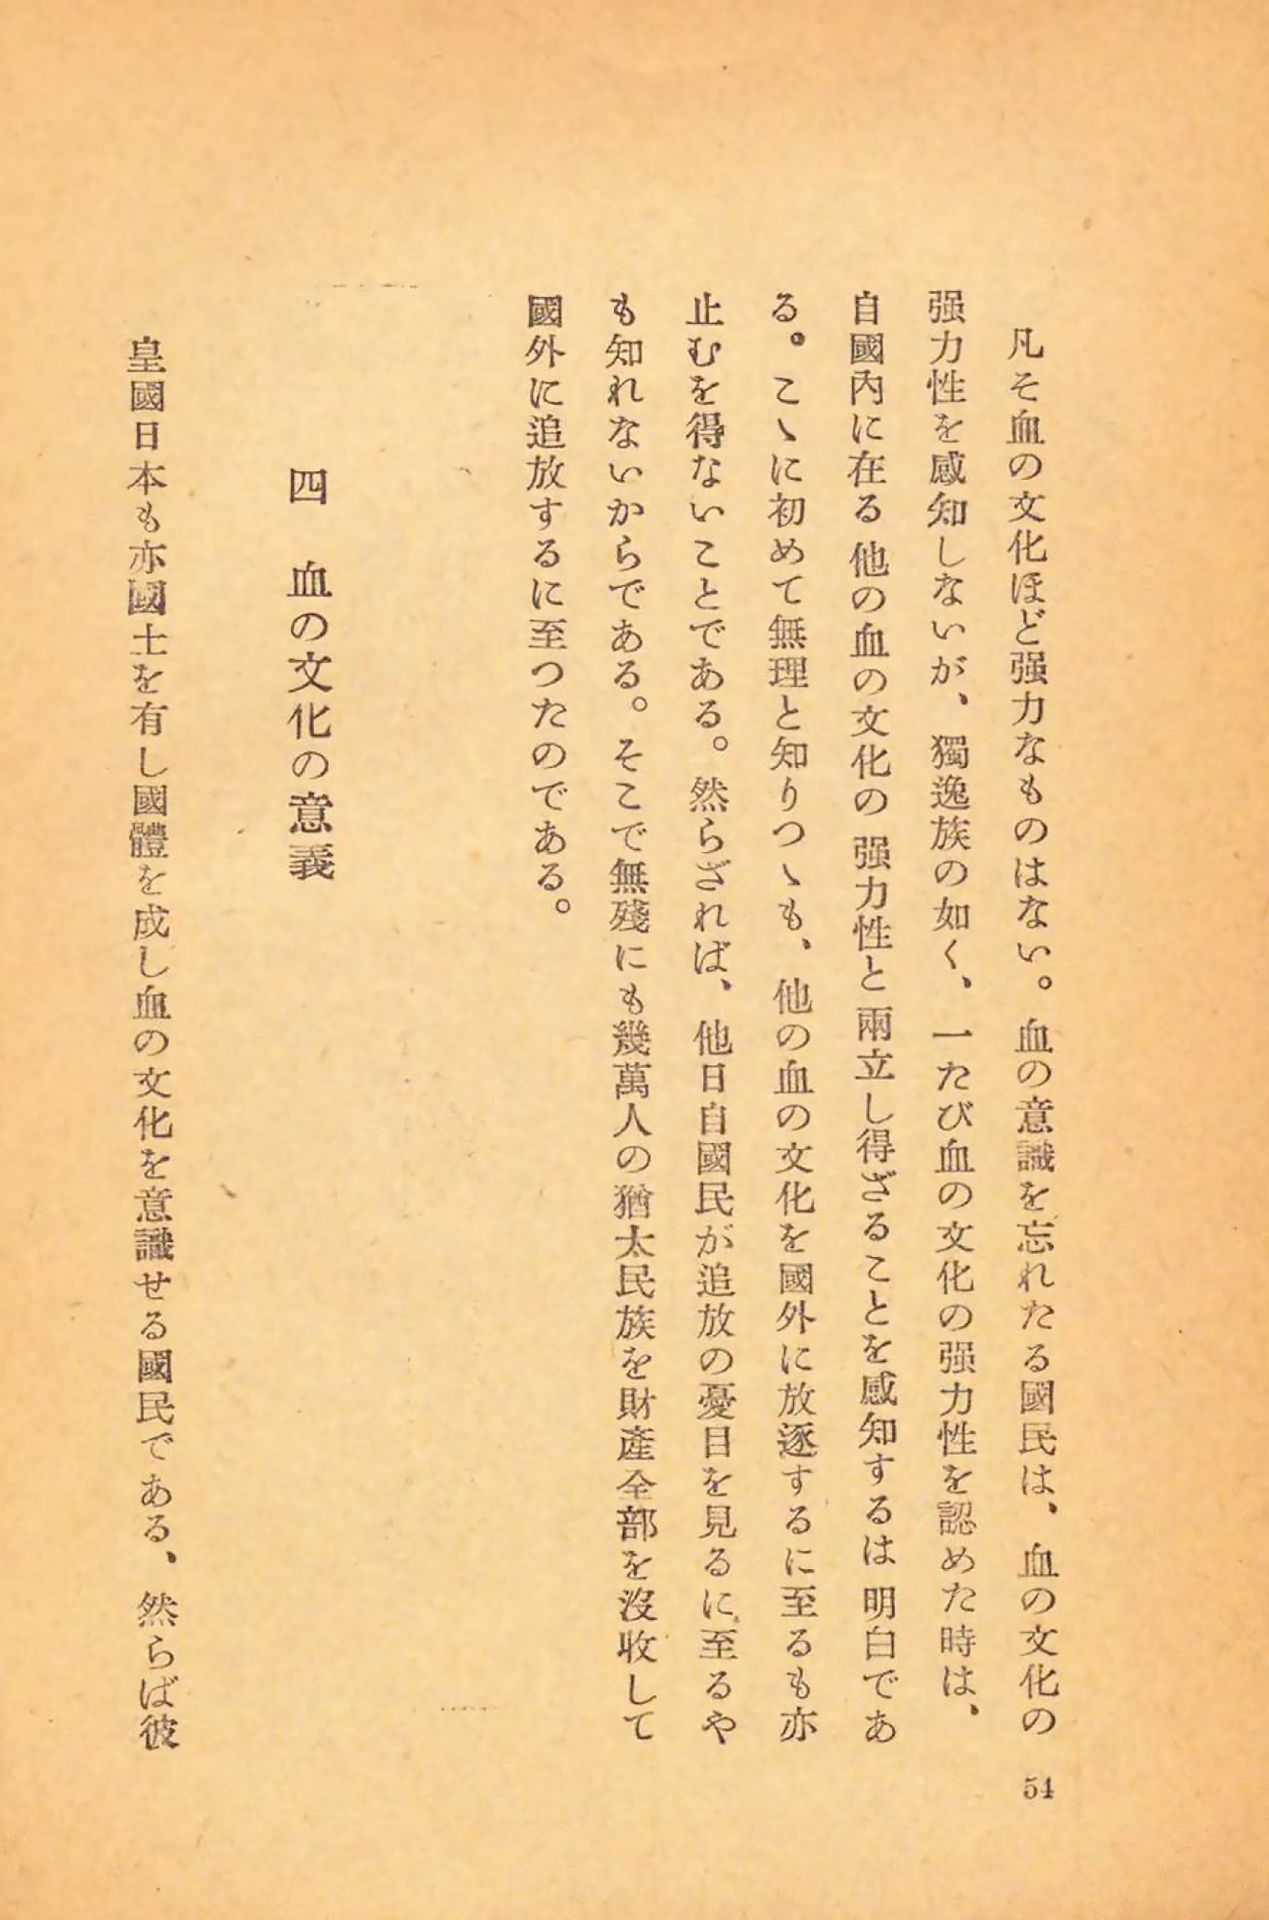 凡そ血の文化ほど强力なものはない。血の意識を忘れたる國民は、血の文化の
强力性を感知しないが、獨逸族の如く、一たび血の文化の强力性を認めた時は、
自國內に在る他の血の文化の强力性と兩立し得ざることを感知するは明白であ
る。こゝに初めて無理と知りつゝも、他の血の文化を國外に放逐するに至るも亦
止むを得ないことである。然らざれば、他日自國民が追放の憂目を見るに至るや
も知れないからである。そこで無殘にも幾萬人の猶太民族を財產全部を沒收して
國外に追放するに至つたのである。
四 血の文化の意義
皇國日本も亦國土を有し國體を成し血の文化を意識せる國民である、然らば彼
54